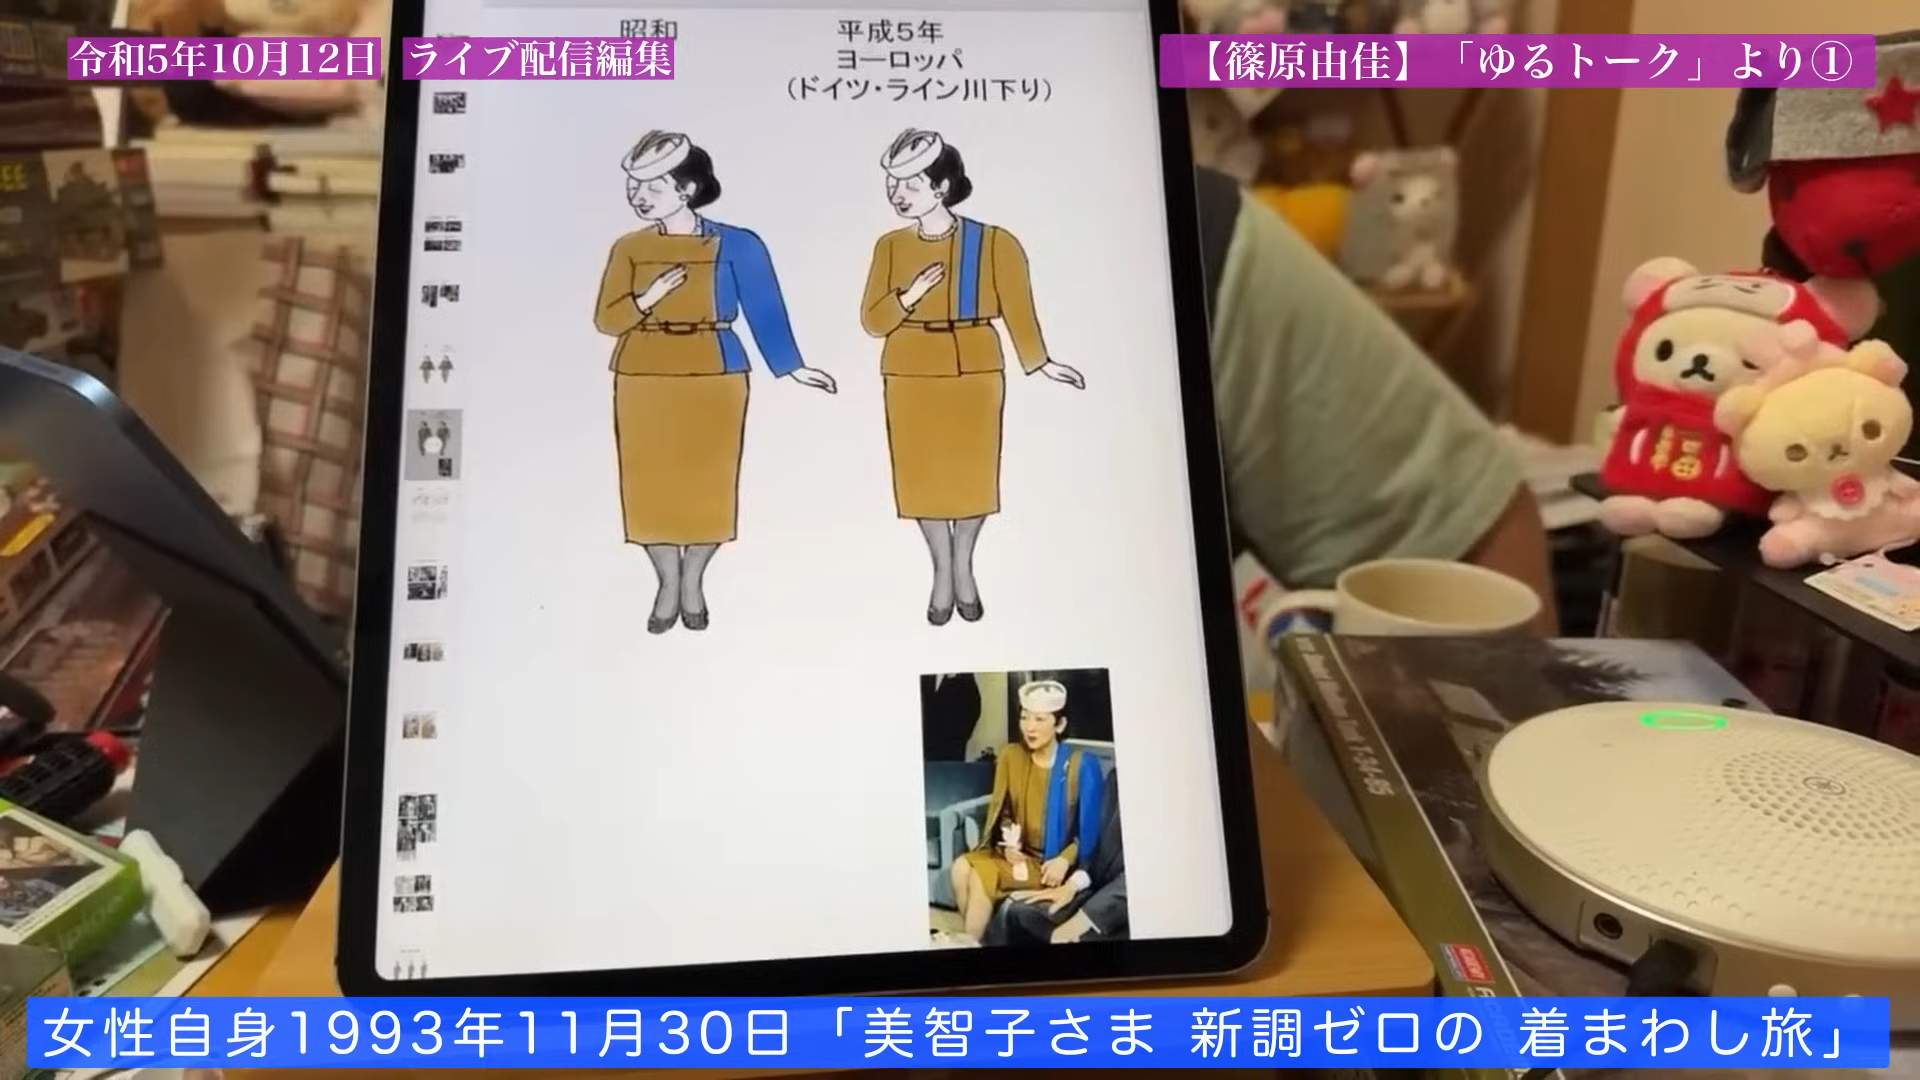 令和5年10月12日 ライブ配信編集
【篠原由佳】「ゆるトーク」より①
昭和
平成5年
ヨーロッパ
（ドイツ・ライン川下り）
女性自身1993年11月30日「美智子さま 新調ゼロの 着まわし旅」